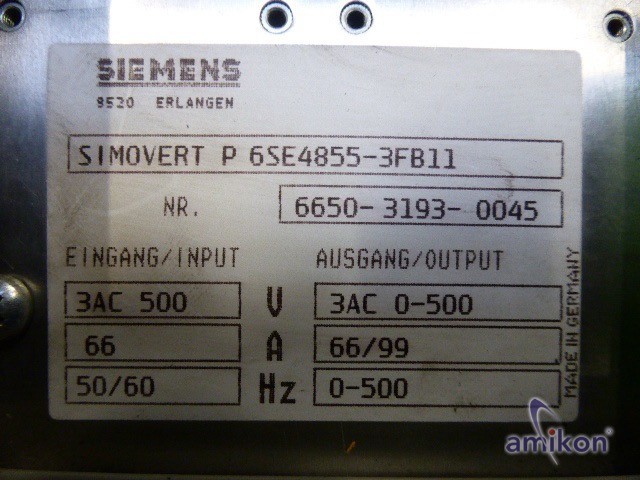 SIEMENS
8520 ERLANGEN
SIMOVERT P 6SE4855-3FB11
NR. 6650-3193-0045
EINGANG/INPUT AUSGANG/OUTPUT
3AC 500 V 3AC 0-500
66 A 66/99
50/60 Hz 0-500
MADE IN GERMANY
amikon